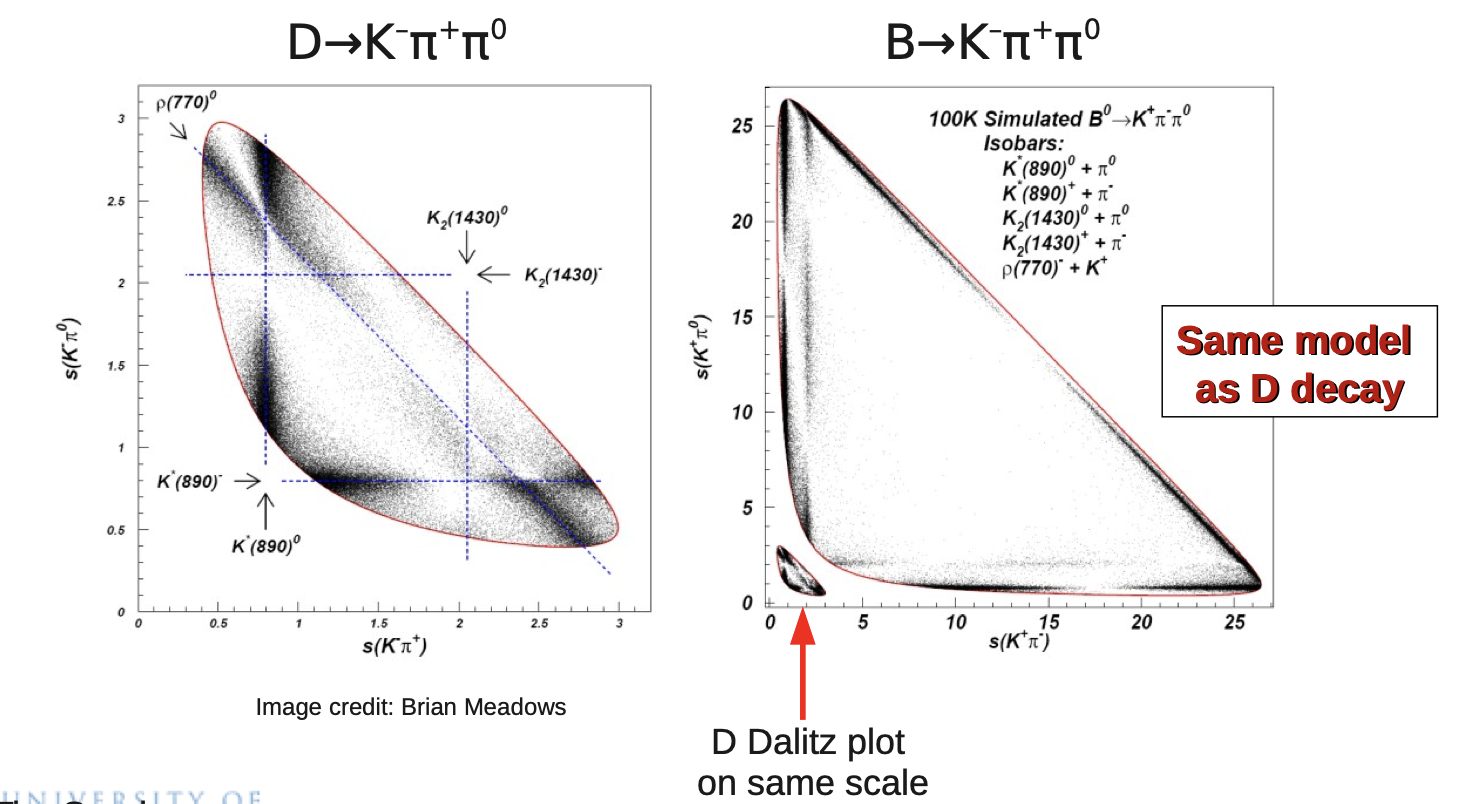 D→K⁻π⁺π⁰
B→K⁻π⁺π⁰
ρ(770)⁰
K₂(1430)⁰
K₂(1430)⁻
K*(890)⁻
K*(890)⁰
s(K⁻π⁰)
3
2.5
2
1.5
1
0.5
0
0 0.5 1 1.5 2 2.5 3
s(K⁻π⁺)
100K Simulated B⁰→K⁺π⁻π⁰
Isobars:
K*(890)⁰ + π⁰
K*(890)⁺ + π⁻
K₂(1430)⁰ + π⁰
K₂(1430)⁺ + π⁻
ρ(770)⁻ + K⁺
s(K⁺π⁰)
25
20
15
10
5
0
0 5 10 15 20 25
s(K⁺π⁻)
Same model
as D decay
Image credit: Brian Meadows
D Dalitz plot
on same scale
UNIVERSITY OF